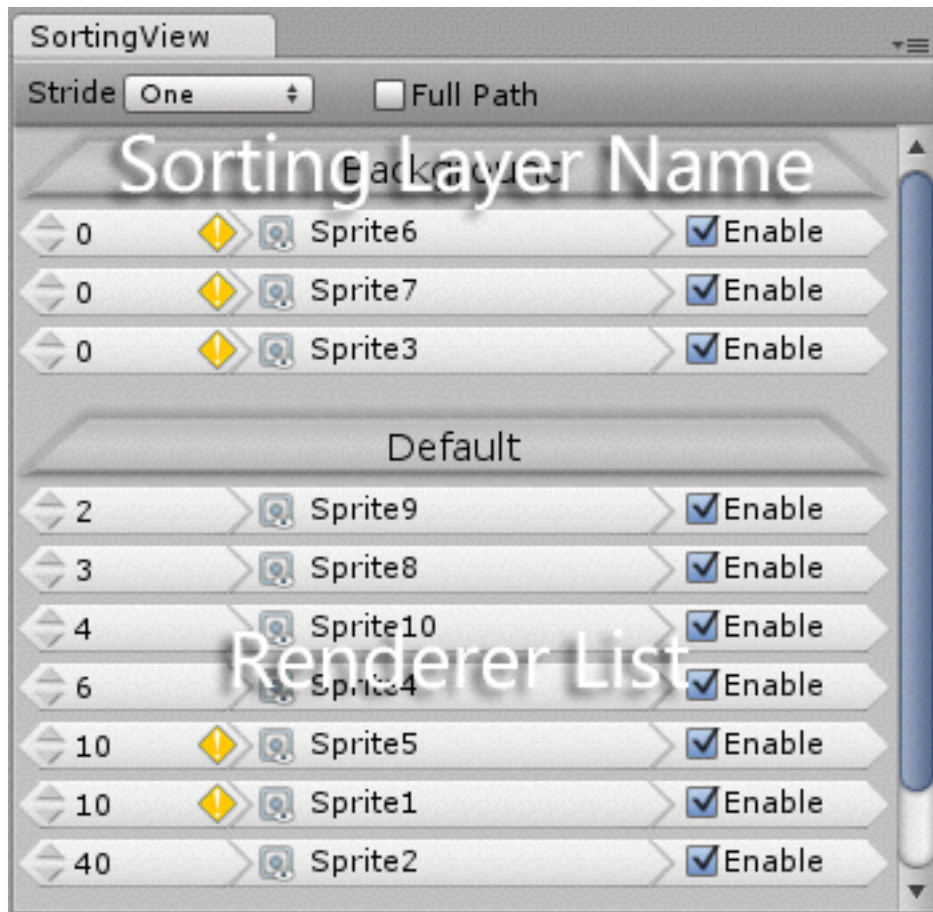 SortingView
Stride One Full Path
Background
Sorting Layer Name
0 Sprite6 Enable
0 Sprite7 Enable
0 Sprite3 Enable
Default
2 Sprite9 Enable
3 Sprite8 Enable
4 Sprite10 Enable
Renderer List
6 Sprite4 Enable
10 Sprite5 Enable
10 Sprite1 Enable
40 Sprite2 Enable